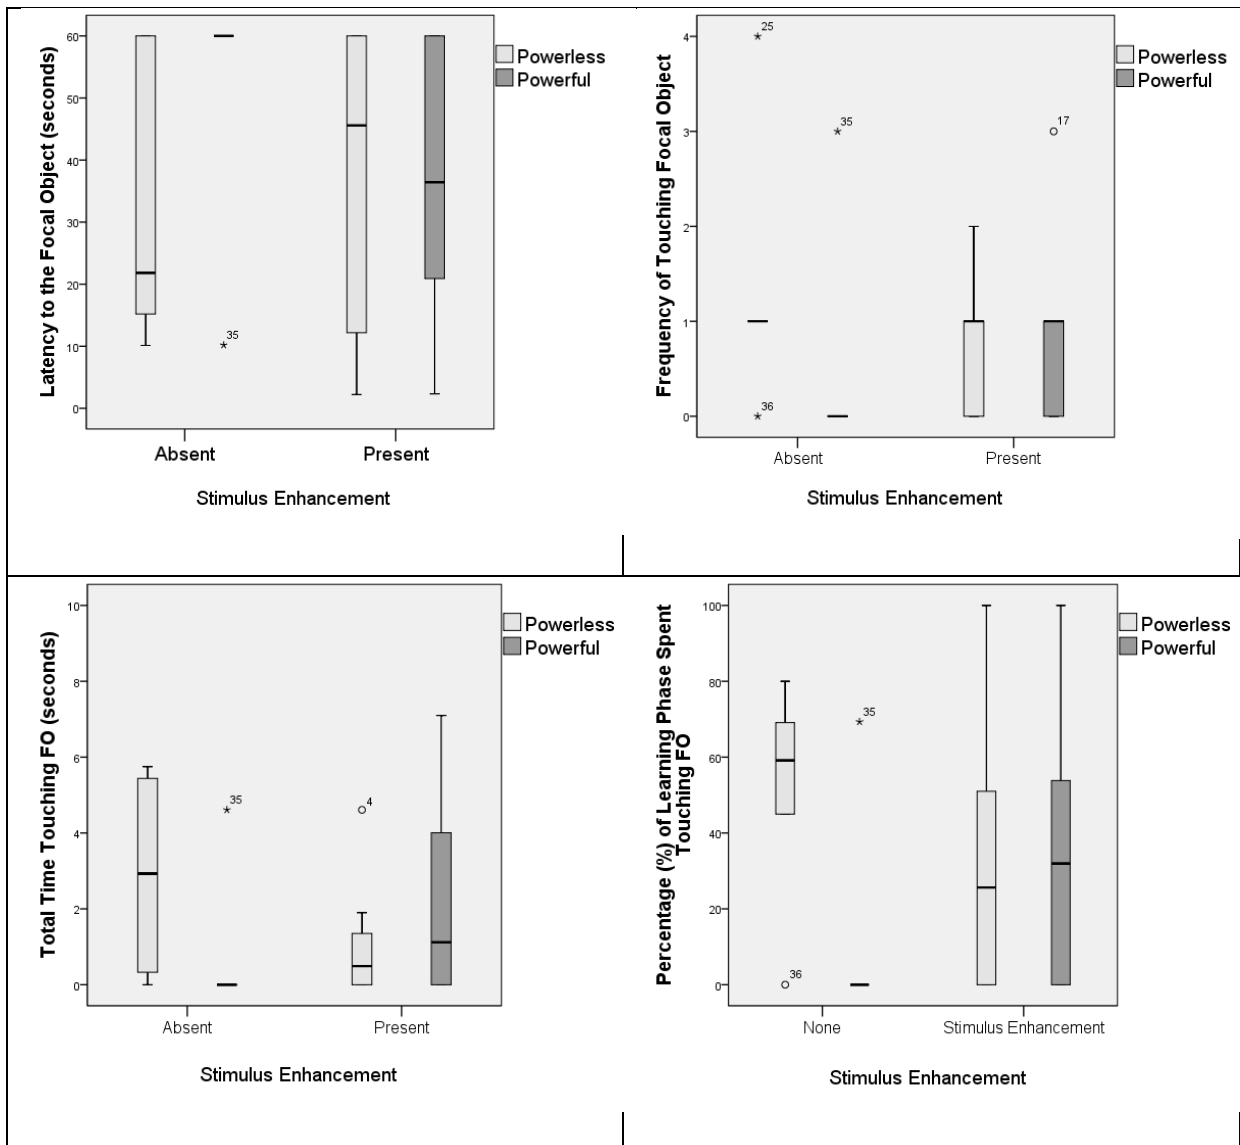 Latency to the Focal Object (seconds)
60
50
40
30
20
10
0
35
Powerless
Powerful
Absent Present
Stimulus Enhancement
Frequency of Touching Focal Object
4
3
2
1
0
25
35
17
36
Powerless
Powerful
Absent Present
Stimulus Enhancement
Total Time Touching FO (seconds)
10
8
6
4
2
0
35
4
Powerless
Powerful
Absent Present
Stimulus Enhancement
Percentage (%) of Learning Phase Spent
Touching FO
100
80
60
40
20
0
35
36
Powerless
Powerful
None Stimulus Enhancement
Stimulus Enhancement